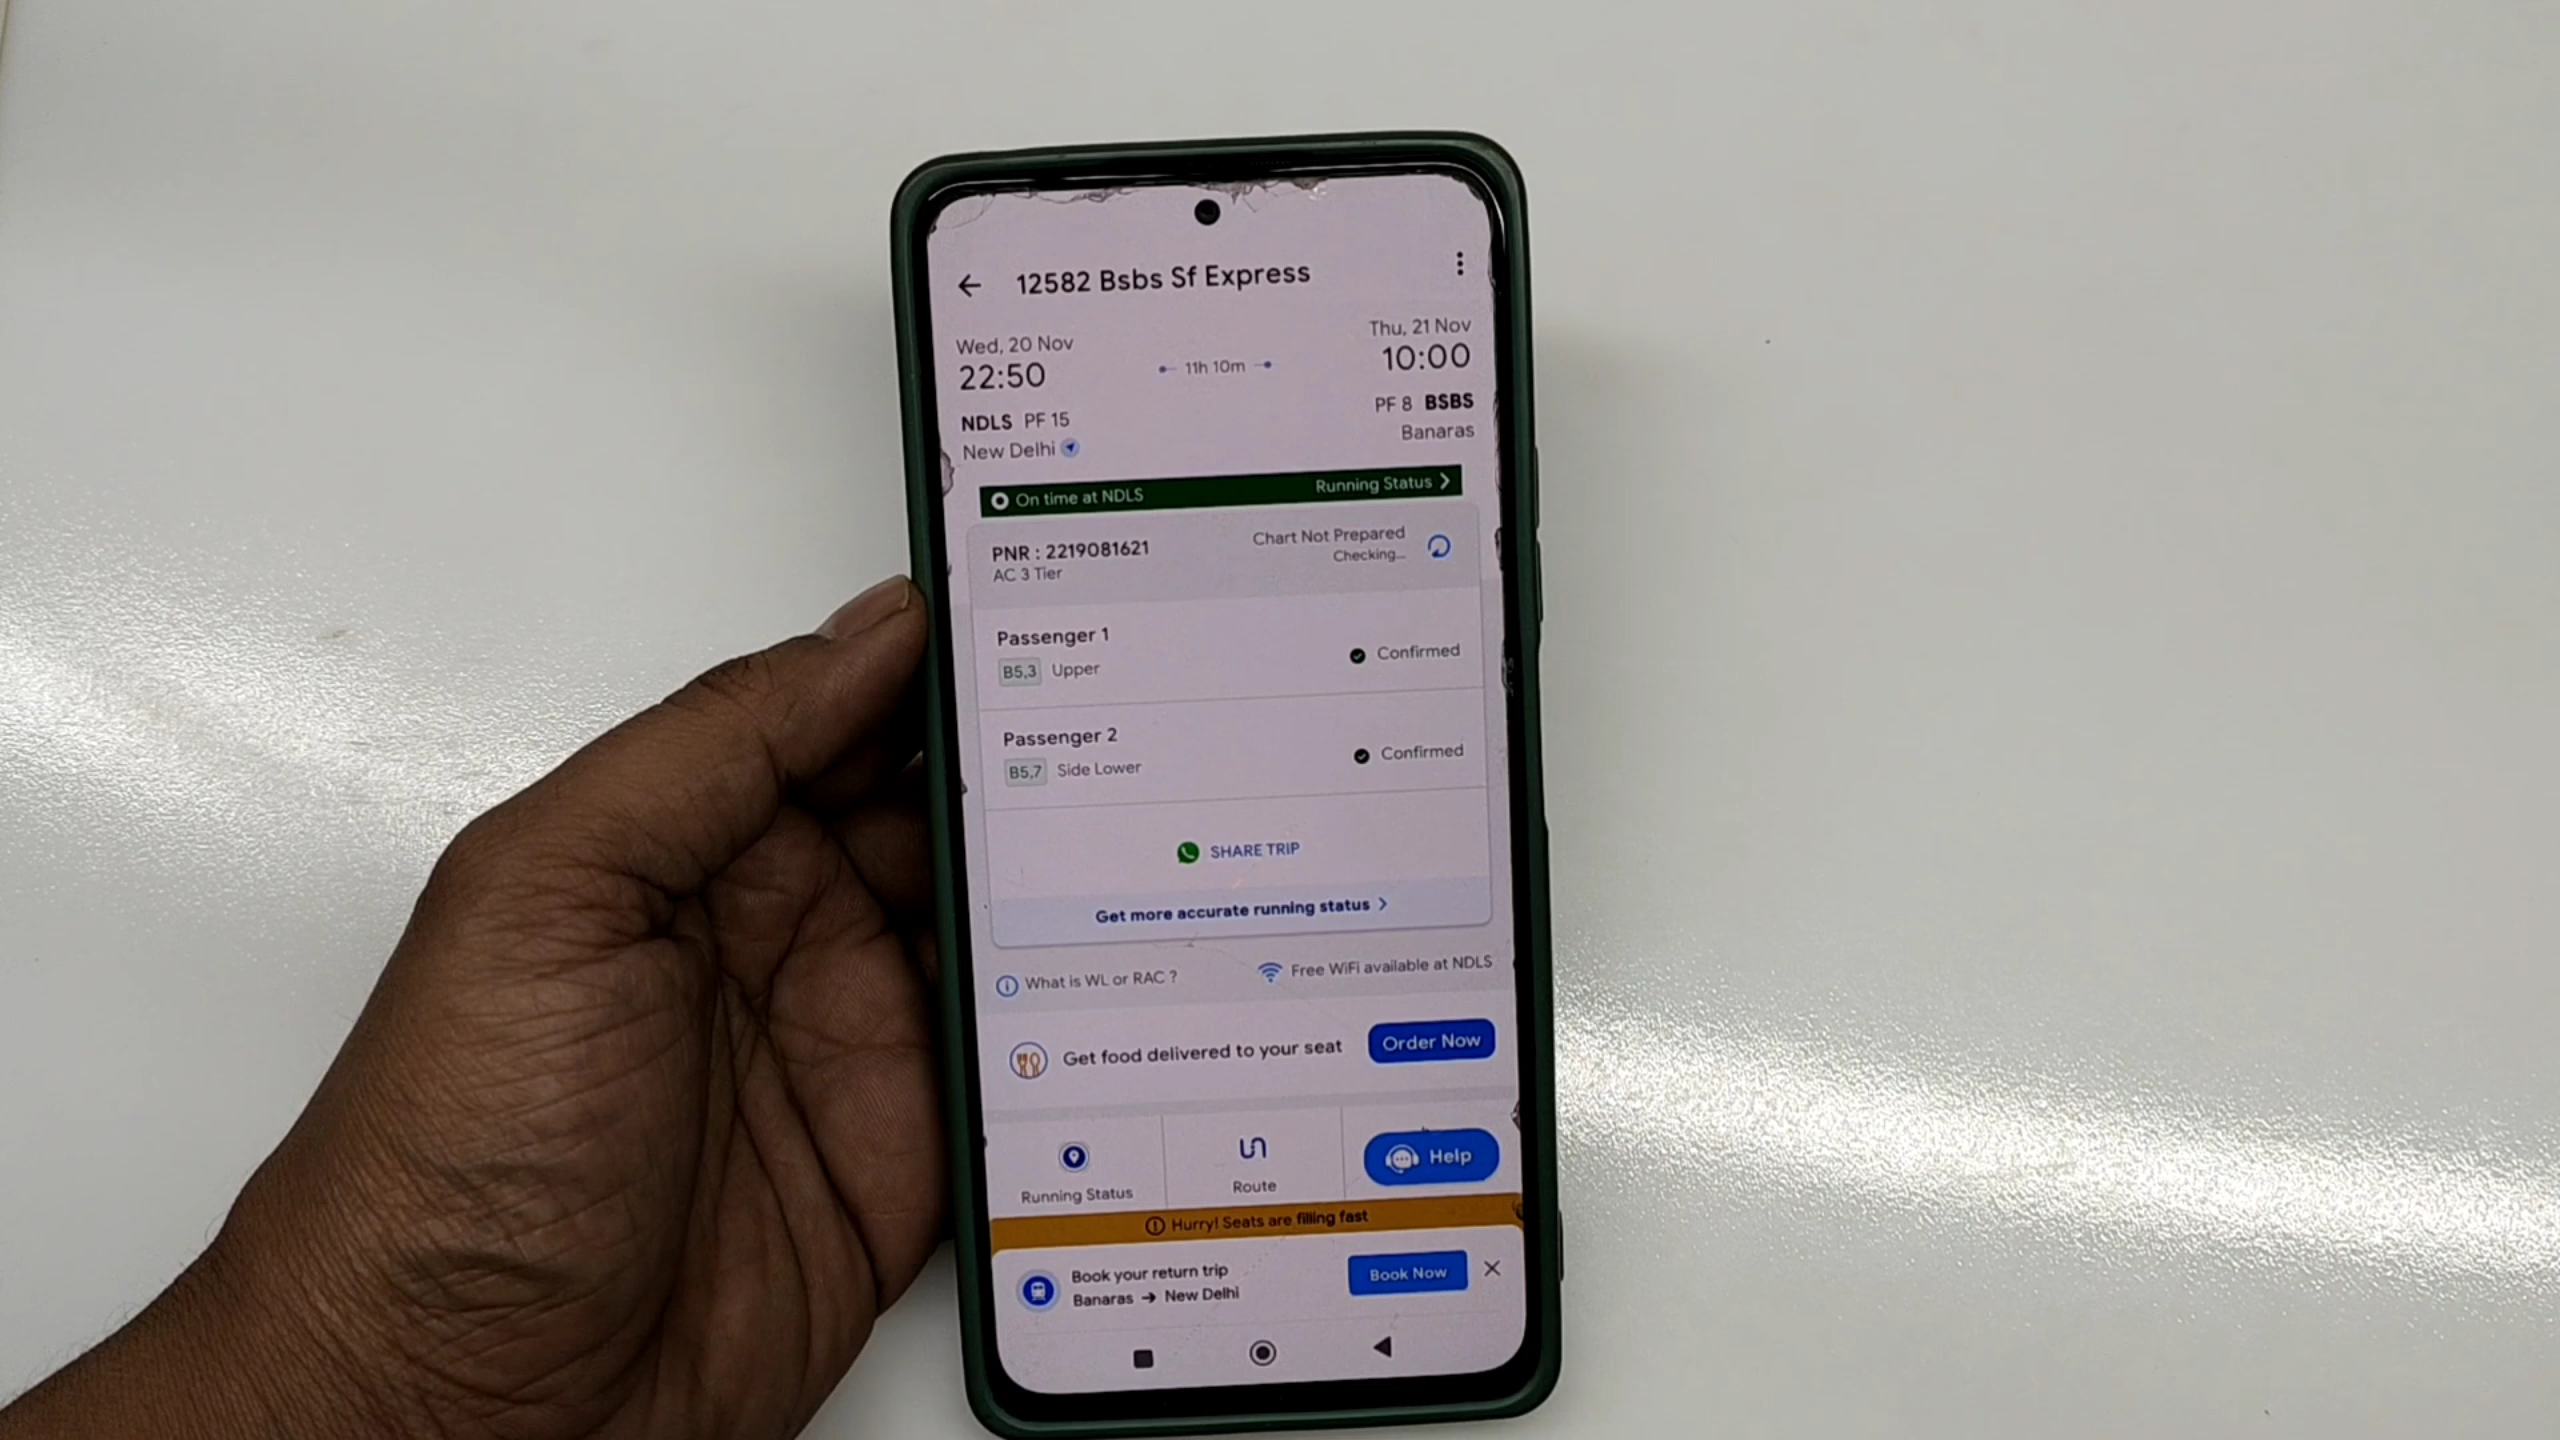 12582 Bsbs Sf Express
Wed, 20 Nov
Thu, 21 Nov
22:50
11h 10m
10:00
NDLS PF 15
PF 8 BSBS
New Delhi
Banaras
On time at NDLS
Running Status
PNR : 2219081621
Chart Not Prepared
AC 3 Tier
Checking...
Passenger 1
B5,3 Upper
Confirmed
Passenger 2
B5,7 Side Lower
Confirmed
SHARE TRIP
Get more accurate running status
What is WL or RAC ?
Free WiFi available at NDLS
Get food delivered to your seat
Order Now
Running Status
Route
Help
Hurry! Seats are filling fast
Book your return trip
Banaras → New Delhi
Book Now